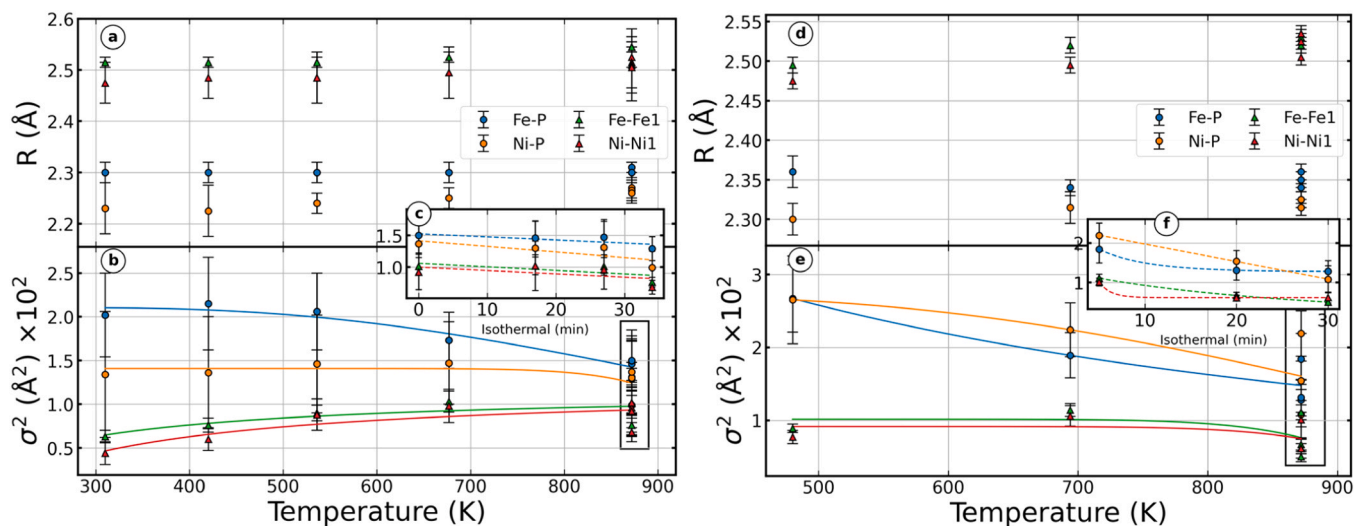 a
2.6
2.5
2.4
2.3
2.2
R (Å)
Fe-P
Fe-Fe1
Ni-P
Ni-Ni1
c
1.5
1.0
0
10
20
30
Isothermal (min)
b
2.5
2.0
1.5
1.0
0.5
σ² (Å²) ×10²
300
400
500
600
700
800
900
Temperature (K)
d
2.55
2.50
2.45
2.40
2.35
2.30
R (Å)
Fe-P
Fe-Fe1
Ni-P
Ni-Ni1
f
2
1
10
20
30
Isothermal (min)
e
3
2
1
σ² (Å²) ×10²
500
600
700
800
900
Temperature (K)